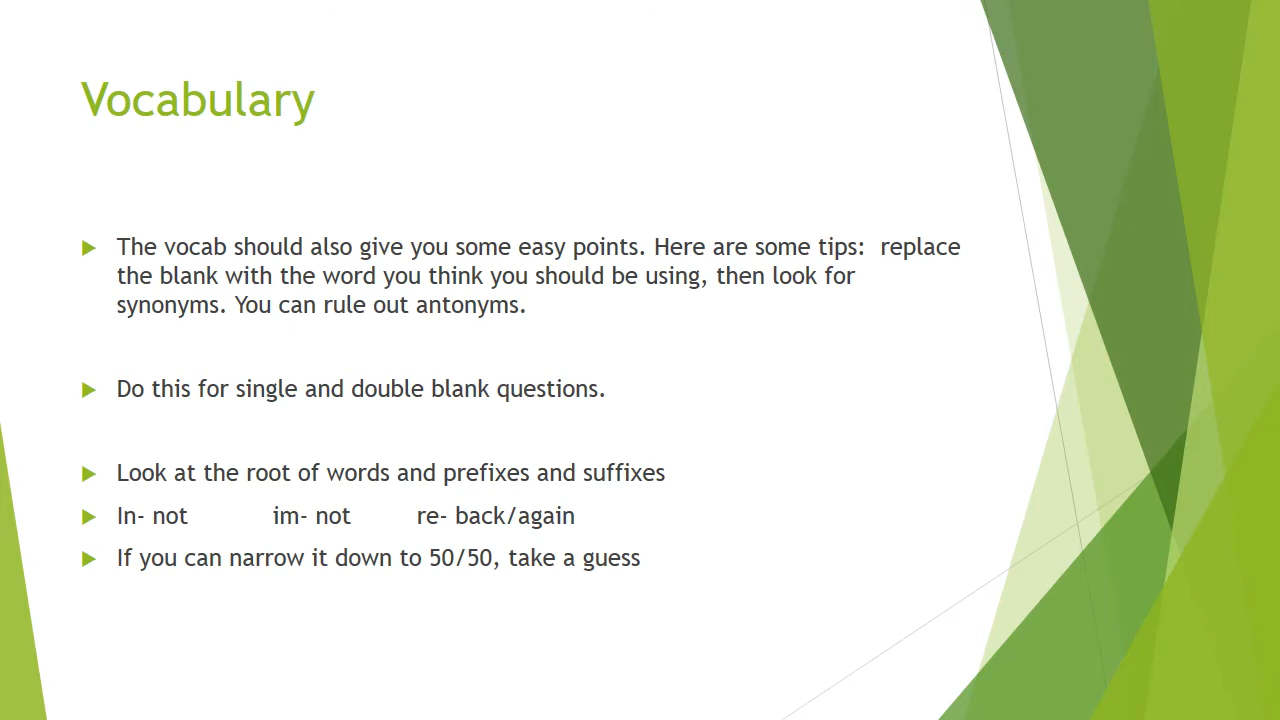 Vocabulary
The vocab should also give you some easy points. Here are some tips:  replace
the blank with the word you think you should be using, then look for
synonyms. You can rule out antonyms.
Do this for single and double blank questions.
Look at the root of words and prefixes and suffixes
In- not im- not re- back/again
If you can narrow it down to 50/50, take a guess